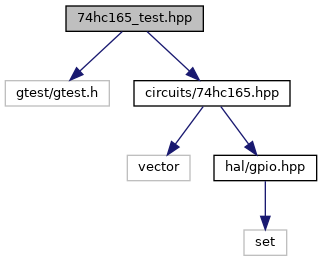 74hc165_test.hpp
gtest/gtest.h
circuits/74hc165.hpp
vector
hal/gpio.hpp
set